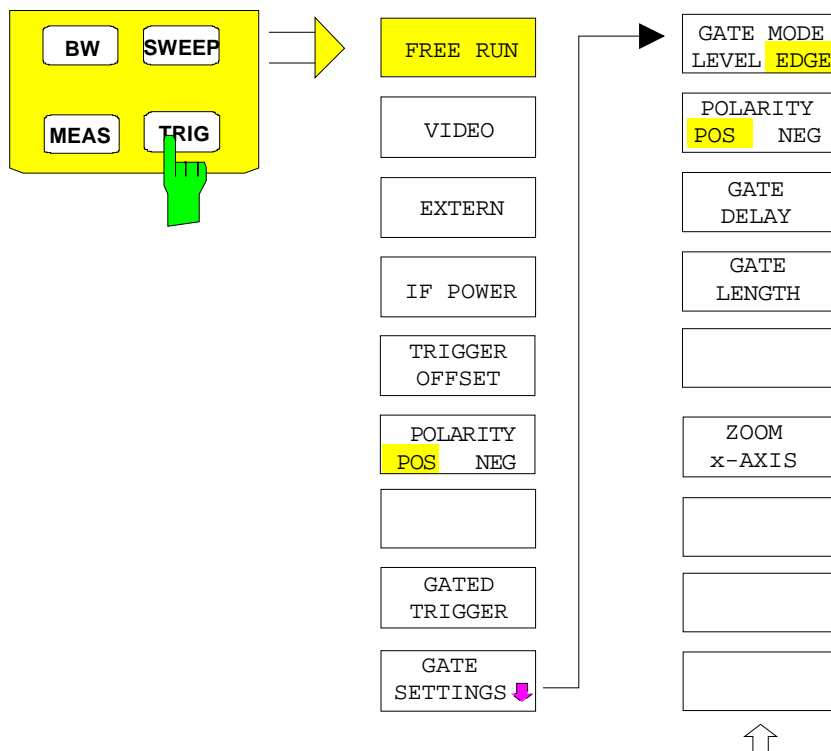 BW SWEEP
MEAS TRIG
FREE RUN
VIDEO
EXTERN
IF POWER
TRIGGER
OFFSET
POLARITY
POS NEG
GATED
TRIGGER
GATE
SETTINGS
GATE MODE
LEVEL EDGE
POLARITY
POS NEG
GATE
DELAY
GATE
LENGTH
ZOOM
x-AXIS